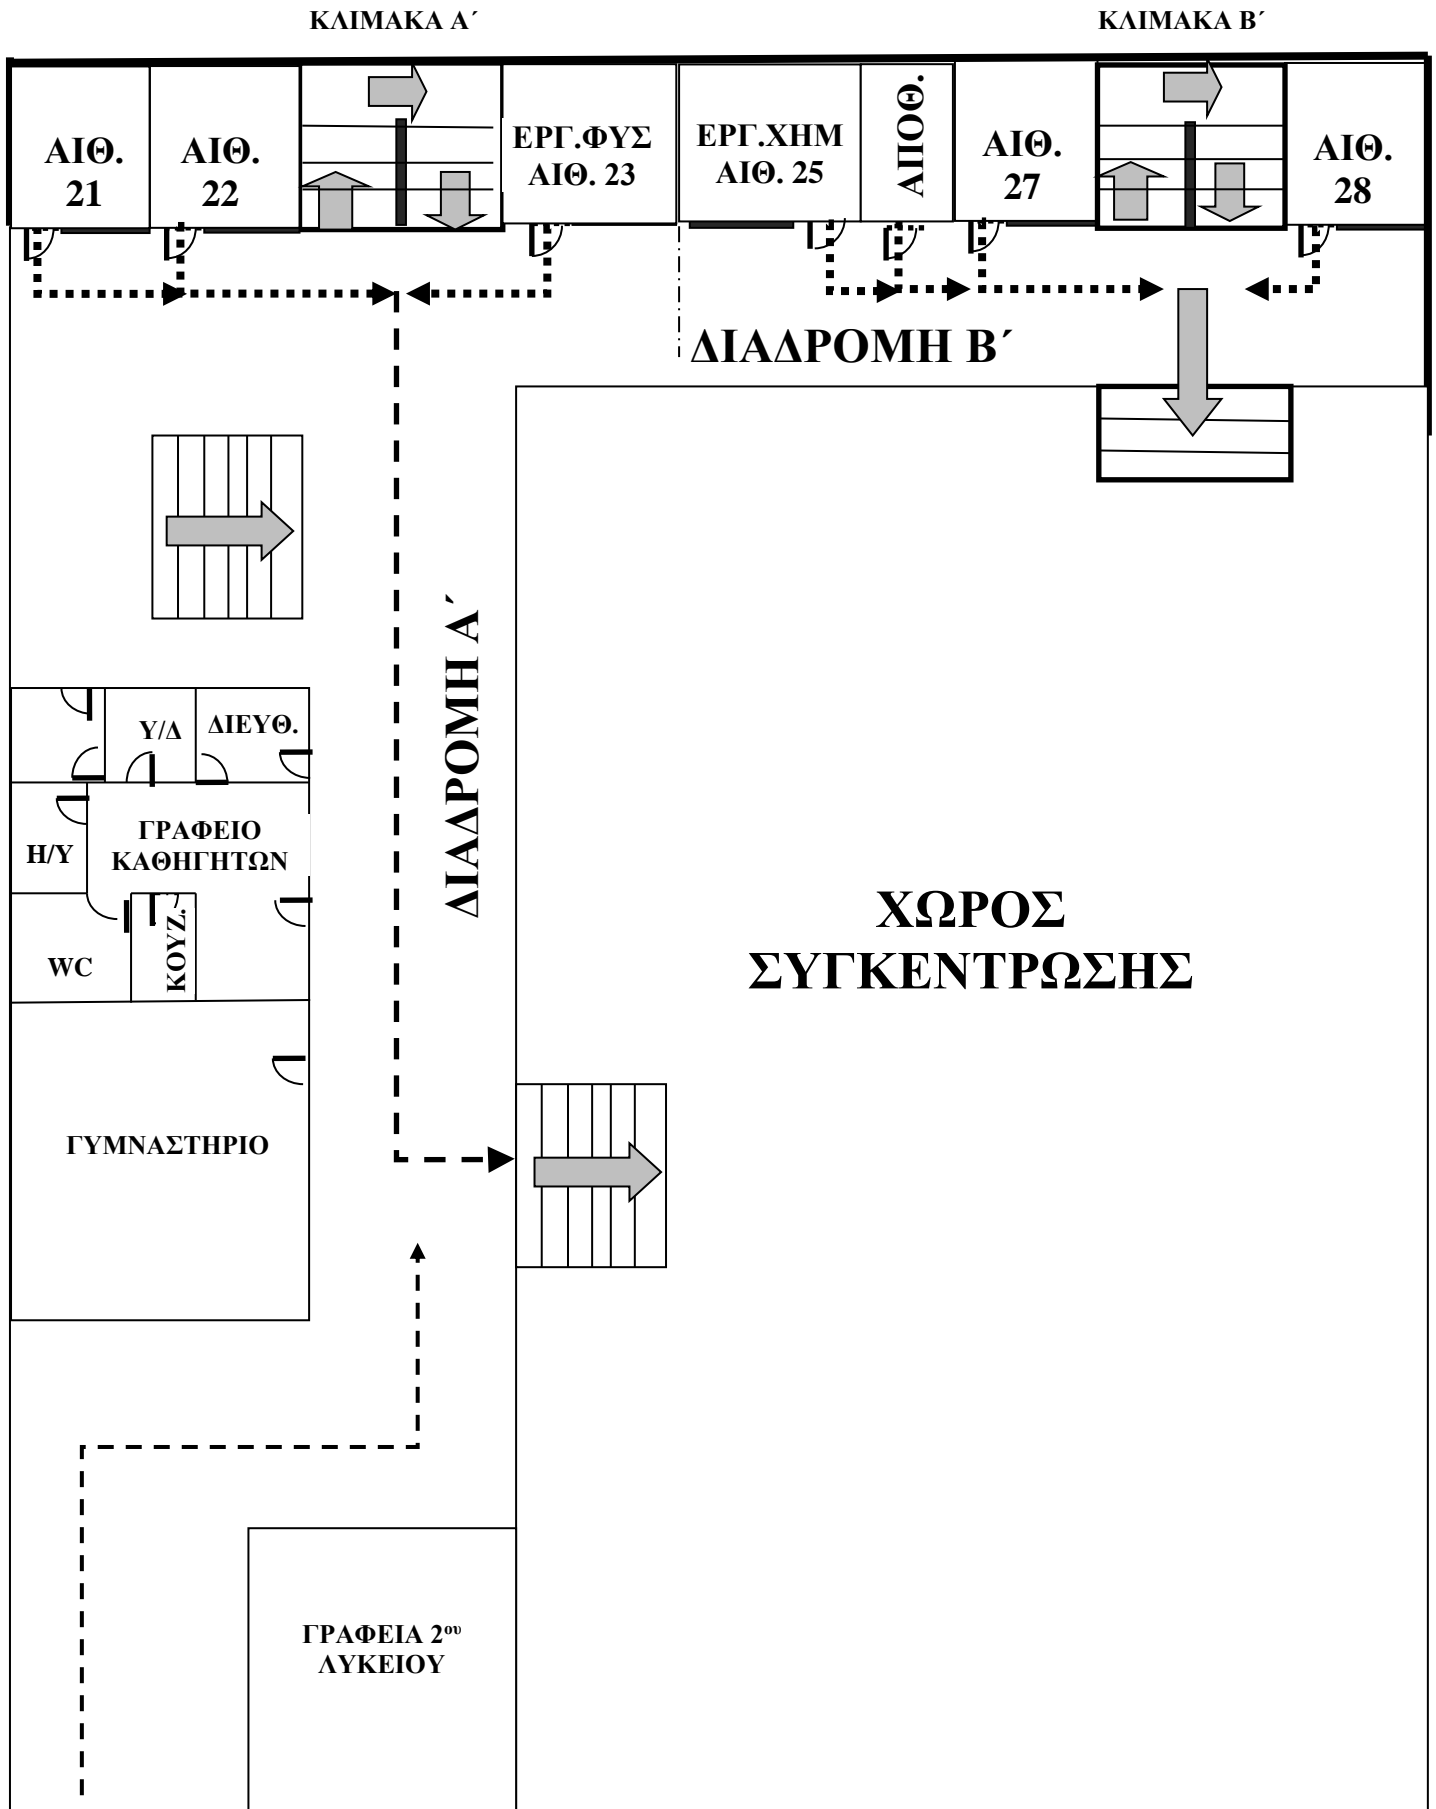 ΚΛΙΜΑΚΑ Α΄
ΚΛΙΜΑΚΑ Β΄
ΑΙΘ.
21
ΑΙΘ.
22
ΕΡΓ.ΦΥΣ
ΑΙΘ. 23
ΕΡΓ.ΧΗΜ
ΑΙΘ. 25
ΑΠΟΘ.
ΑΙΘ.
27
ΑΙΘ.
28
ΔΙΑΔΡΟΜΗ Β΄
ΔΙΑΔΡΟΜΗ Α΄
Υ/Δ
ΔΙΕΥΘ.
Η/Υ
ΓΡΑΦΕΙΟ
ΚΑΘΗΓΗΤΩΝ
WC
ΚΟΥΖ.
ΧΩΡΟΣ
ΣΥΓΚΕΝΤΡΩΣΗΣ
ΓΥΜΝΑΣΤΗΡΙΟ
ΓΡΑΦΕΙΑ 2ου
ΛΥΚΕΙΟΥ